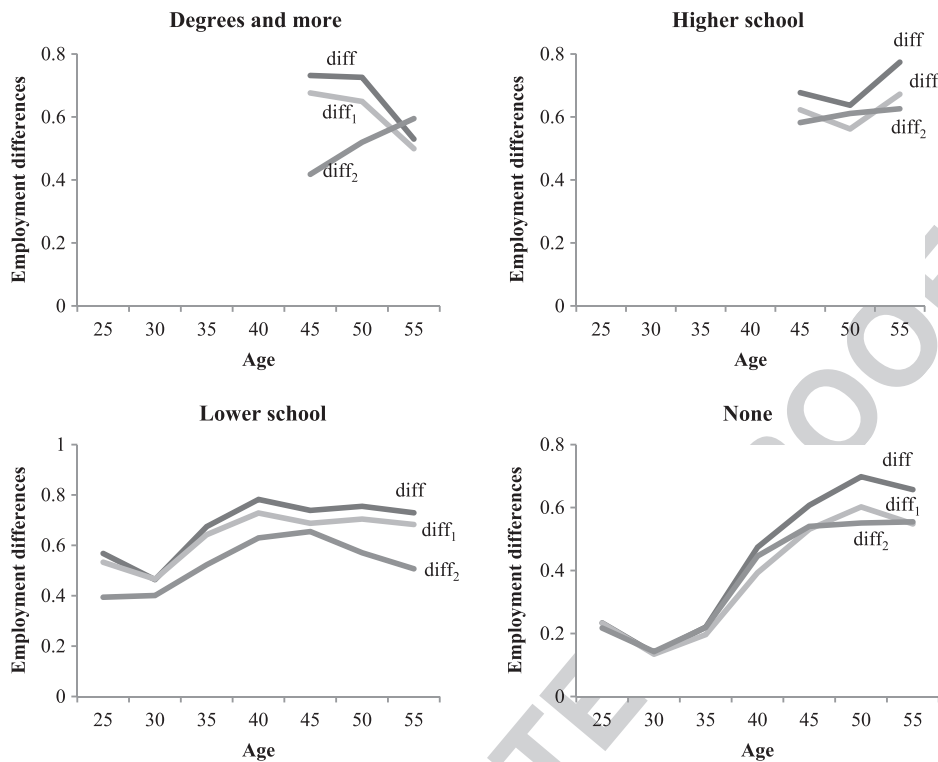 Degrees and more
Employment differences
0.8
0.6
0.4
0.2
0
diff
diff₁
diff₂
25 30 35 40 45 50 55
Age
Higher school
Employment differences
0.8
0.6
0.4
0.2
0
diff
diff
diff₂
25 30 35 40 45 50 55
Age
Lower school
Employment differences
1
0.8
0.6
0.4
0.2
0
diff
diff₁
diff₂
25 30 35 40 45 50 55
Age
None
Employment differences
0.8
0.6
0.4
0.2
0
diff
diff₁
diff₂
25 30 35 40 45 50 55
Age